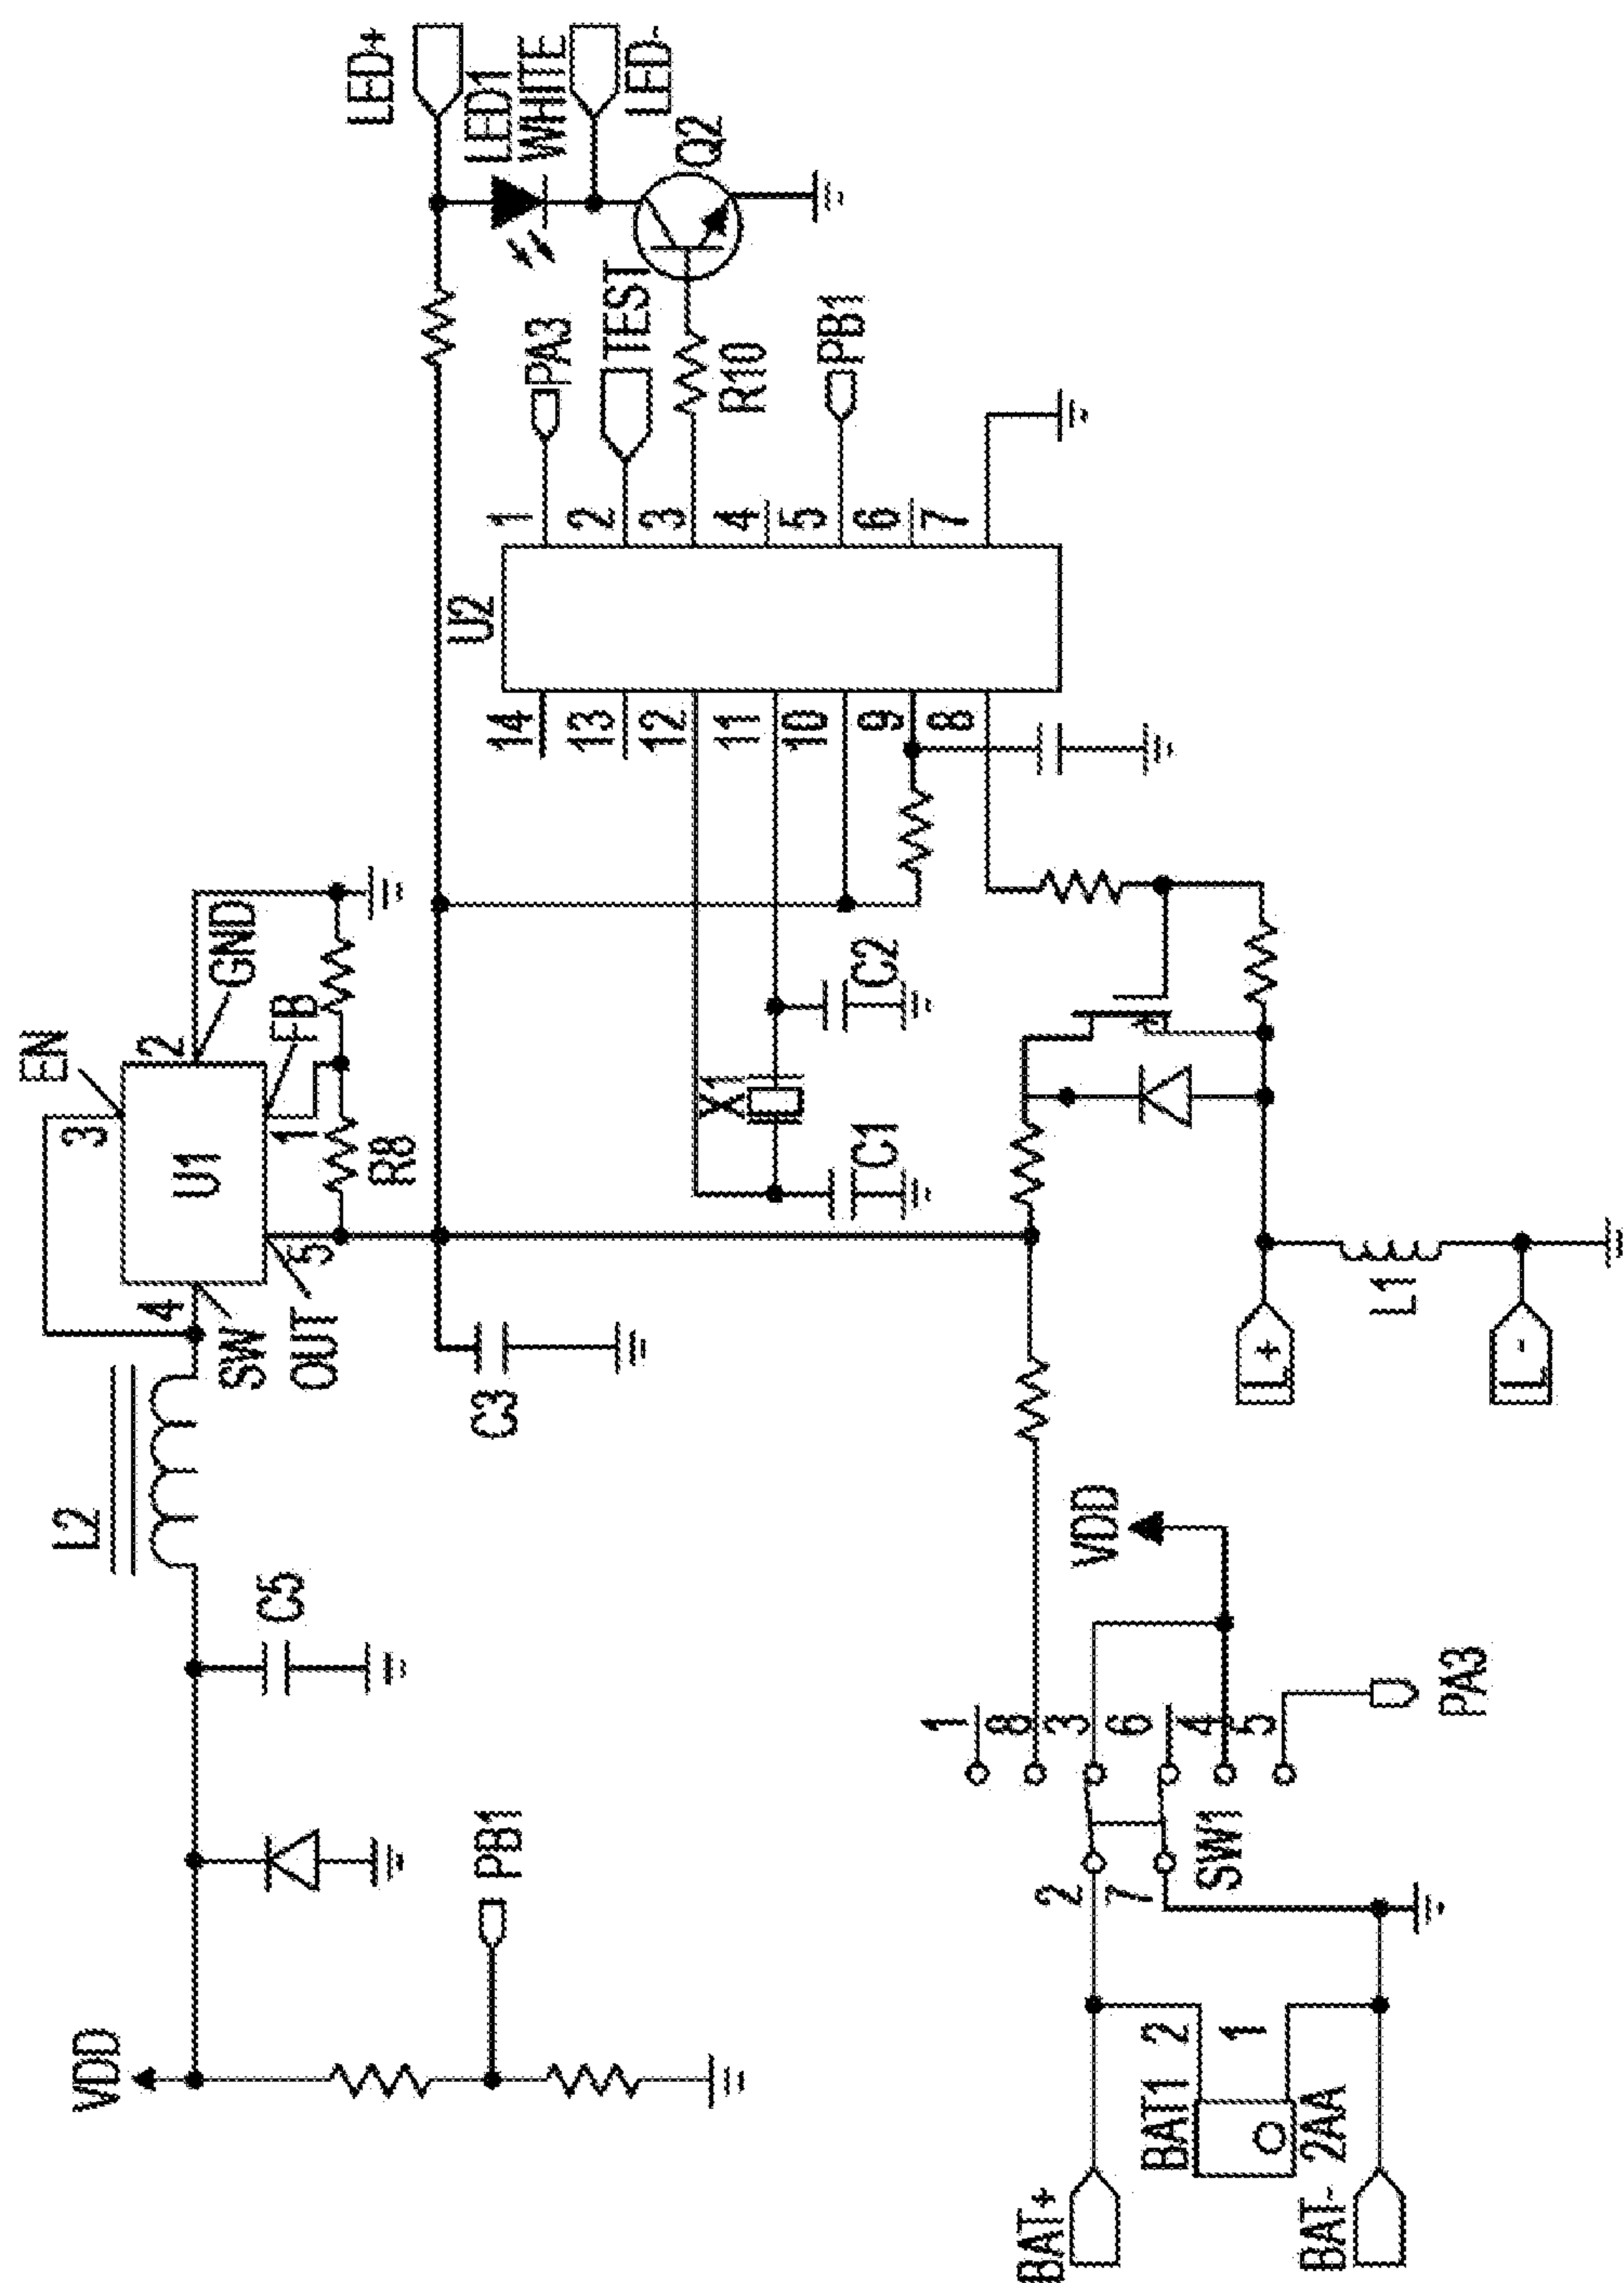 VDD
PB1
C5
L2
4
SW
3
EN
U1
5
OUT
1
FB
2
GND
R8
C3
LED+
LED1
WHITE
LED-
Q2
PA3
TEST
R10
PB1
U2
1
2
3
4
5
6
7
14
13
12
11
10
9
8
X1
C1
C2
L+
L1
L-
VDD
1
8
3
6
4
5
PA3
2
7
SW1
BAT+
BAT1
2
1
2AA
BAT-